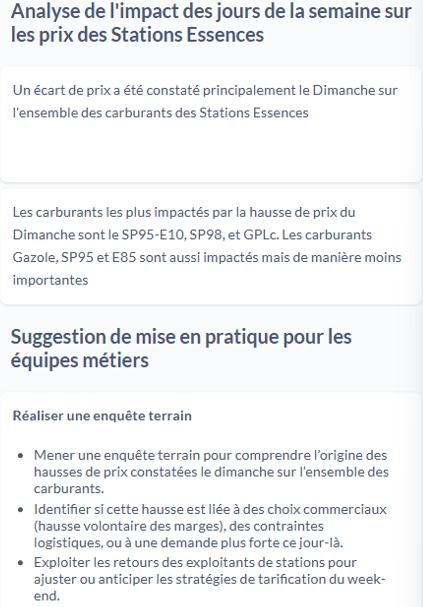 Analyse de l'impact des jours de la semaine sur
les prix des Stations Essences
Un écart de prix a été constaté principalement le Dimanche sur
l'ensemble des carburants des Stations Essences
Les carburants les plus impactés par la hausse de prix du
Dimanche sont le SP95-E10, SP98, et GPLc. Les carburants
Gazole, SP95 et E85 sont aussi impactés mais de manière moins
importantes
Suggestion de mise en pratique pour les
équipes métiers
Réaliser une enquête terrain
• Mener une enquête terrain pour comprendre l'origine des
hausses de prix constatées le dimanche sur l'ensemble des
carburants.
• Identifier si cette hausse est liée à des choix commerciaux
(hausse volontaire des marges), des contraintes
logistiques, ou à une demande plus forte ce jour-là.
• Exploiter les retours des exploitants de stations pour
ajuster ou anticiper les stratégies de tarification du week-
end.